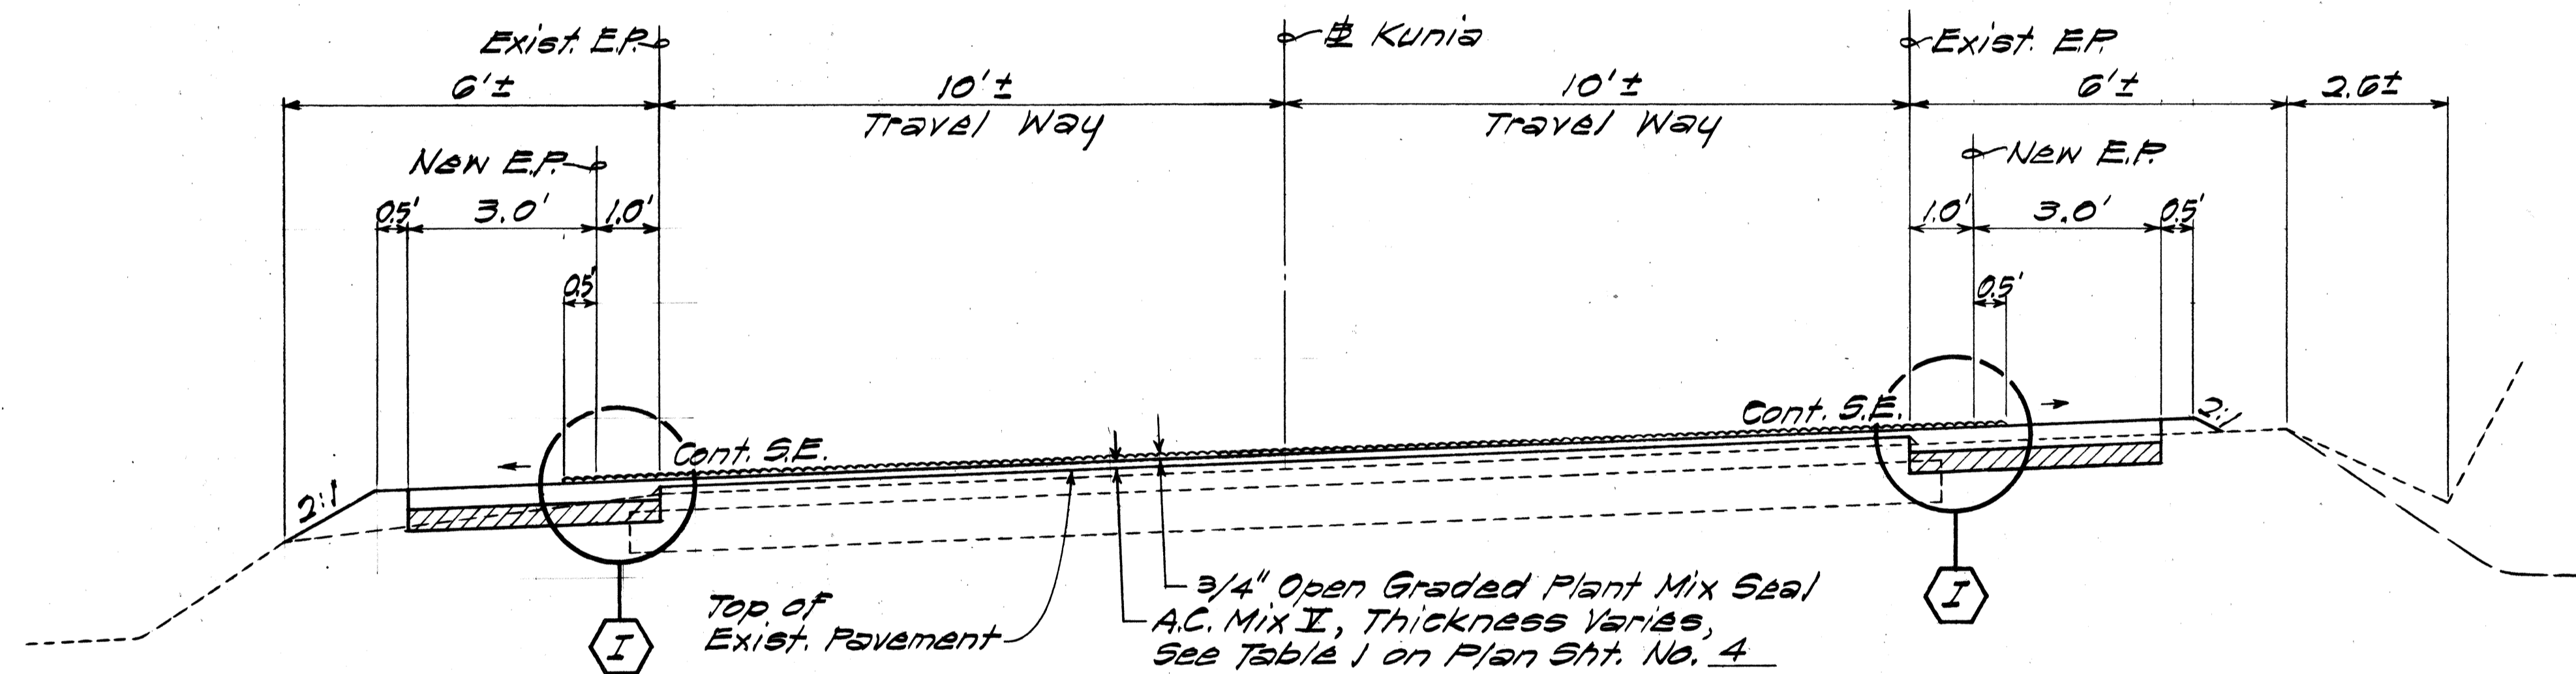 Exist. E.P.
℄ Kunia
Exist. E.P.
6'±
10'±
10'±
6'±
2.6±
Travel Way
Travel Way
New E.P.
New E.P.
0.5'
3.0'
1.0'
1.0'
3.0'
0.5'
0.5'
0.5'
Cont. S.E.
Cont. S.E.
2:1
2:1
3/4" Open Graded Plant Mix Seal
A.C. Mix V, Thickness Varies,
See Table 1 on Plan Sht. No. 4
Top of
Exist. Pavement
I
I